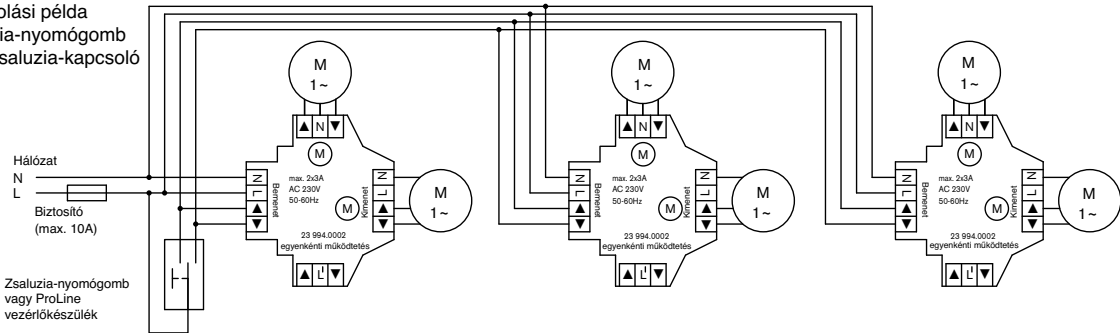 olási példa
ia-nyomógomb
zsaluzia-kapcsoló
Hálózat
N
L
Biztosító
(max. 10A)
Zsaluzia-nyomógomb
vagy ProLine
vezérlőkészülék
M
1~
▲ N ▼
M
N
L
▲
▼
Bemenet
max. 2x3A
AC 230V
50-60Hz
M
Kimenet
N
L
▲
▼
M
1~
23 994.0002
egyenkénti működtetés
▲ L' ▼
M
1~
▲ N ▼
M
N
L
▲
▼
Bemenet
max. 2x3A
AC 230V
50-60Hz
M
Kimenet
N
L
▲
▼
M
1~
23 994.0002
egyenkénti működtetés
▲ L' ▼
M
1~
▲ N ▼
M
N
L
▲
▼
Bemenet
max. 2x3A
AC 230V
50-60Hz
M
Kimenet
N
L
▲
▼
M
1~
23 994.0002
egyenkénti működtetés
▲ L' ▼